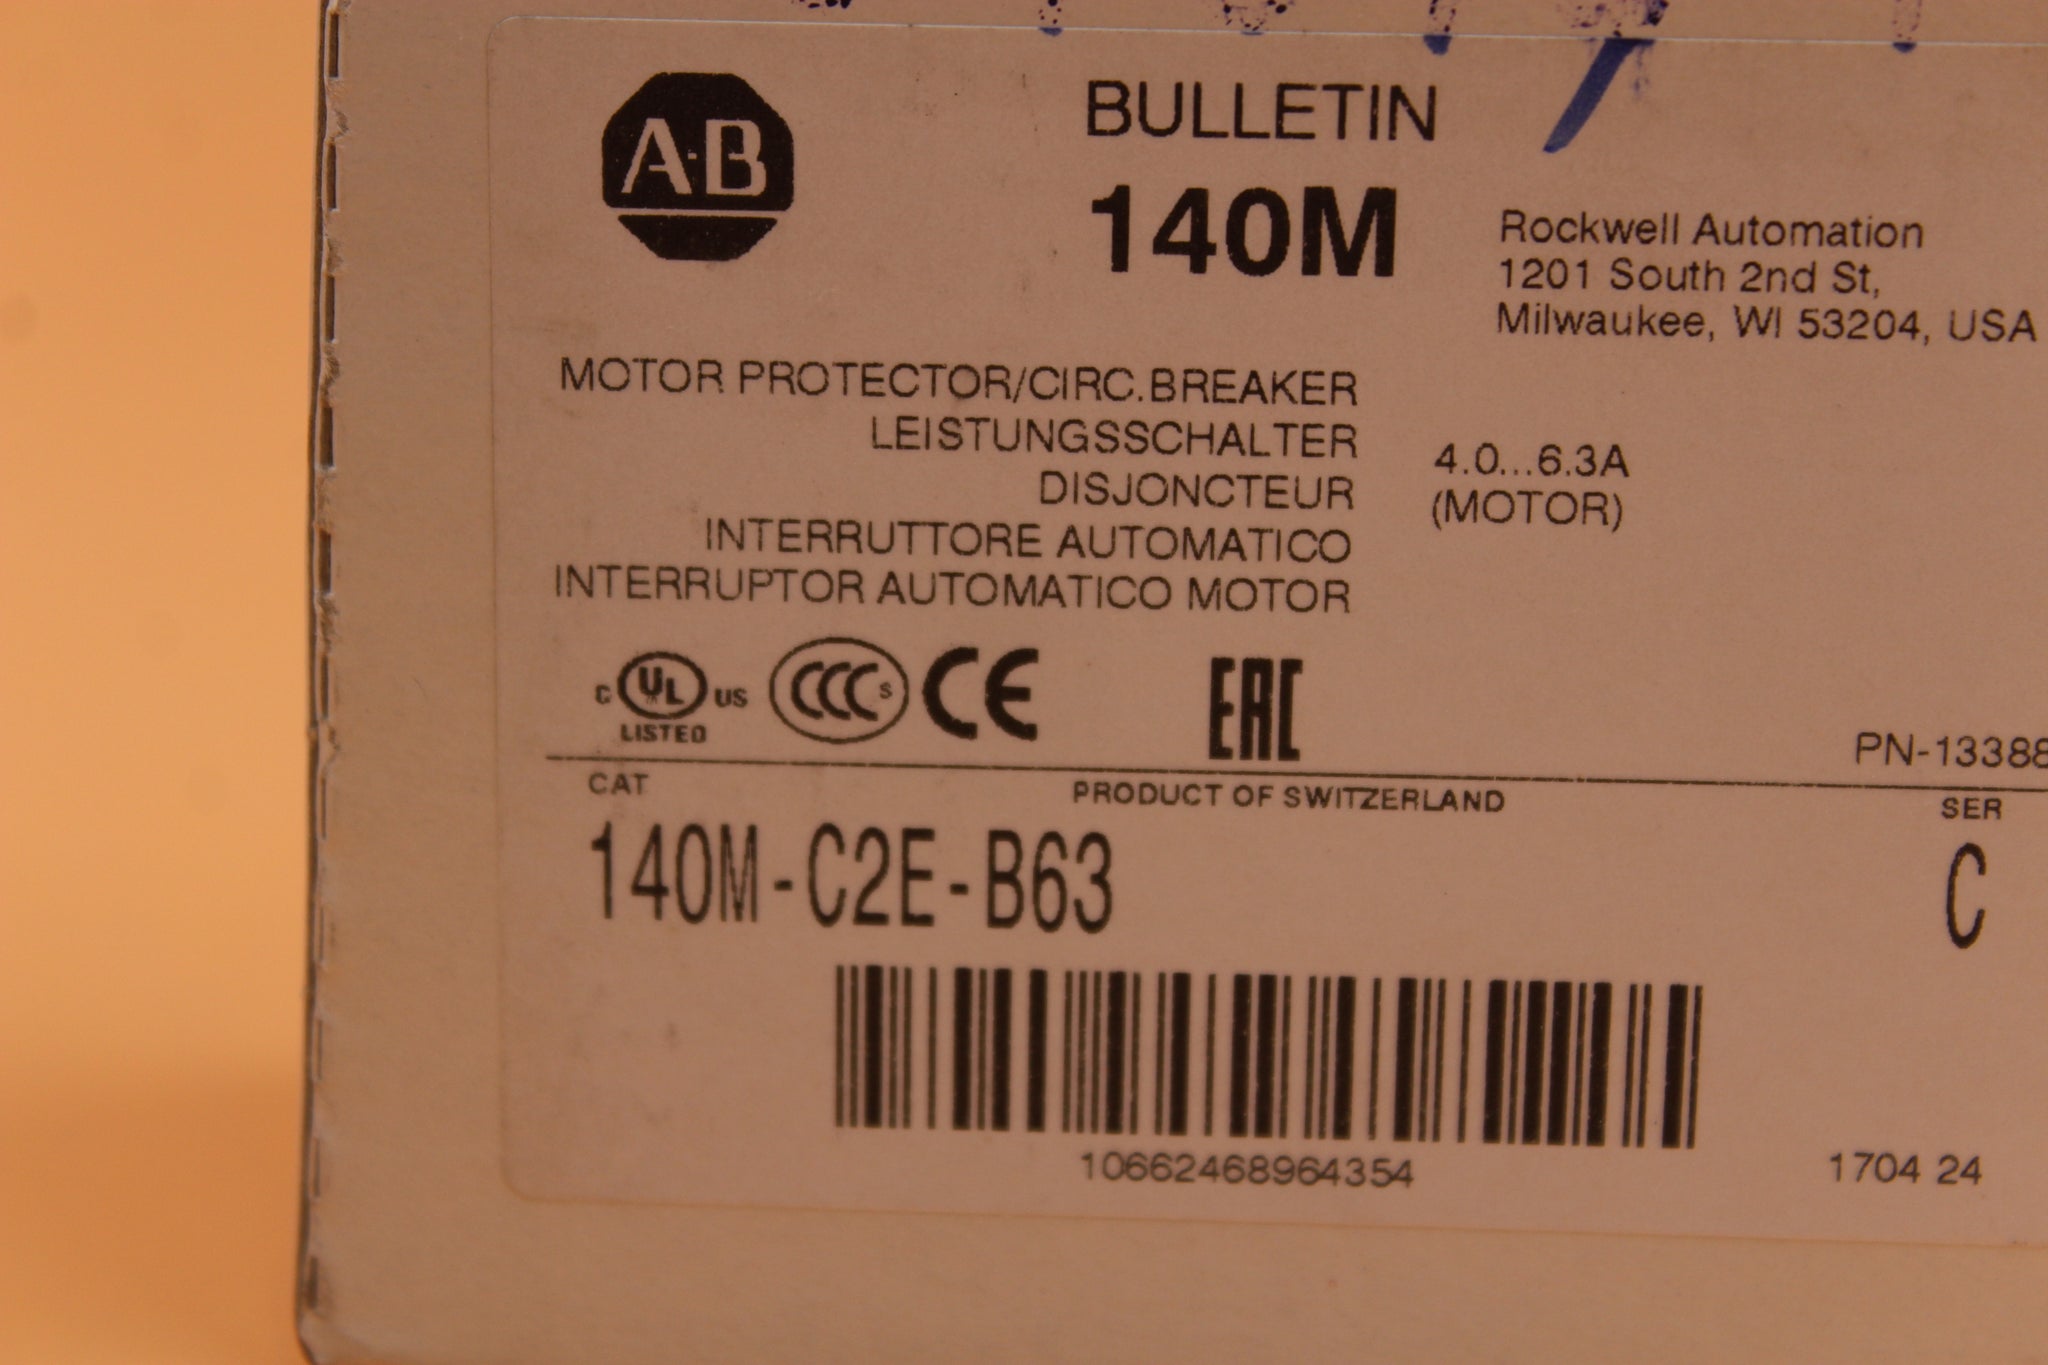 A-B
BULLETIN
140M
Rockwell Automation
1201 South 2nd St,
Milwaukee, WI 53204, USA
MOTOR PROTECTOR/CIRC.BREAKER
LEISTUNGSSCHALTER
DISJONCTEUR
INTERRUTTORE AUTOMATICO
INTERRUPTOR AUTOMATICO MOTOR
4.0...6.3A
(MOTOR)
C UL US
LISTED
CCC S
CE
EAC
PN-13388
CAT
PRODUCT OF SWITZERLAND
SER
140M-C2E-B63
C
10662468964354
1704 24